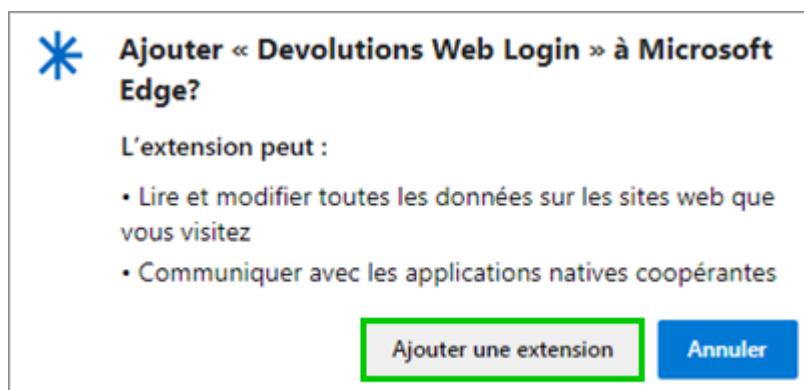 Ajouter « Devolutions Web Login » à Microsoft
Edge?
L’extension peut :
• Lire et modifier toutes les données sur les sites web que
vous visitez
• Communiquer avec les applications natives coopérantes
Ajouter une extension
Annuler